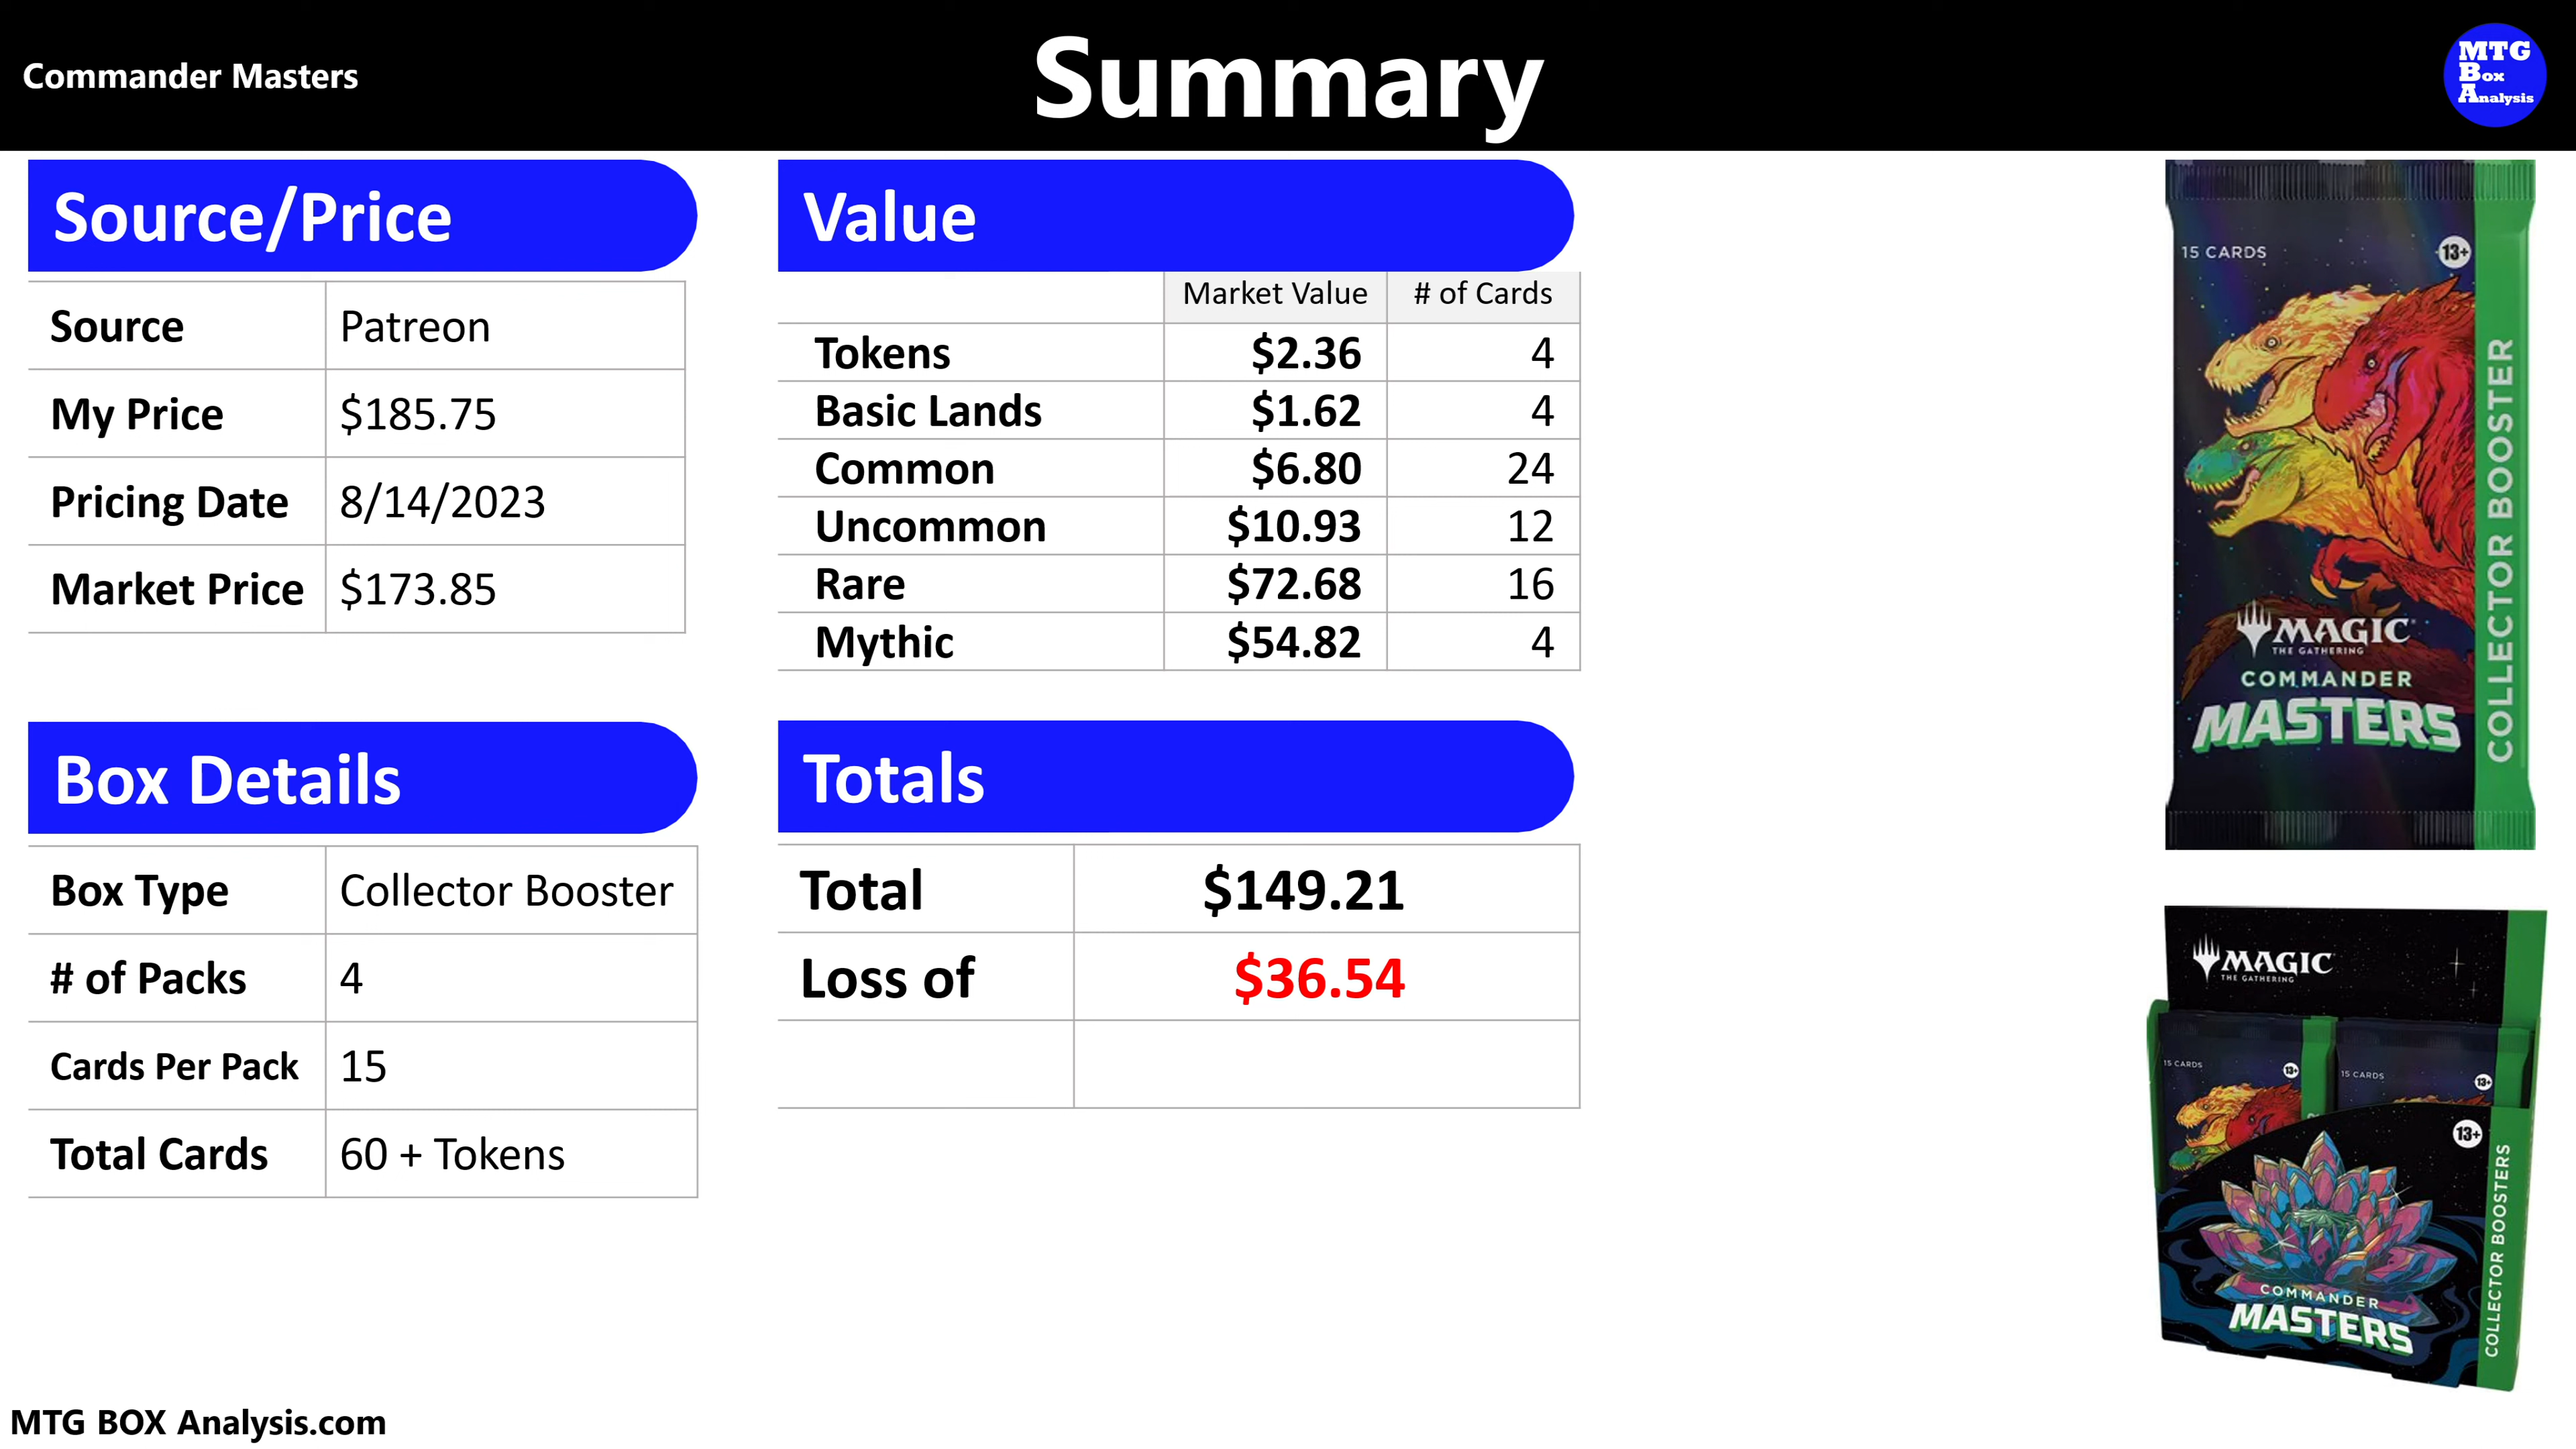 Commander Masters
Summary
MTG
Box
Analysis
Source/Price
Source Patreon
My Price $185.75
Pricing Date 8/14/2023
Market Price $173.85
Value
Market Value # of Cards
Tokens $2.36 4
Basic Lands $1.62 4
Common $6.80 24
Uncommon $10.93 12
Rare $72.68 16
Mythic $54.82 4
Box Details
Box Type Collector Booster
# of Packs 4
Cards Per Pack 15
Total Cards 60 + Tokens
Totals
Total $149.21
Loss of $36.54
15 CARDS
13+
MAGIC
THE GATHERING
COMMANDER
MASTERS
COLLECTOR BOOSTER
MAGIC
THE GATHERING
15 CARDS
13+
15 CARDS
13+
13+
COMMANDER
MASTERS
COLLECTOR BOOSTERS
MTG BOX Analysis.com